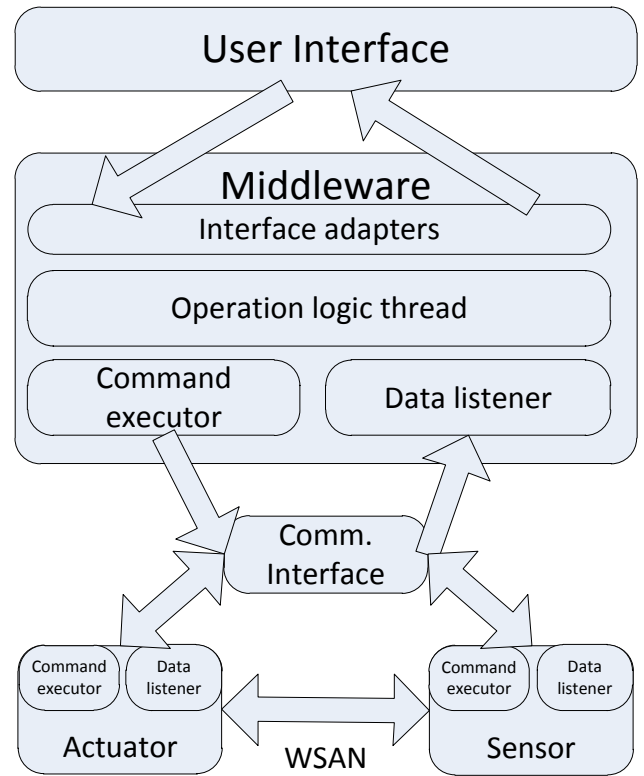 User Interface
Middleware
Interface adapters
Operation logic thread
Command
executor
Data listener
Comm.
Interface
Command
executor
Data
listener
Actuator
WSAN
Command
executor
Data
listener
Sensor